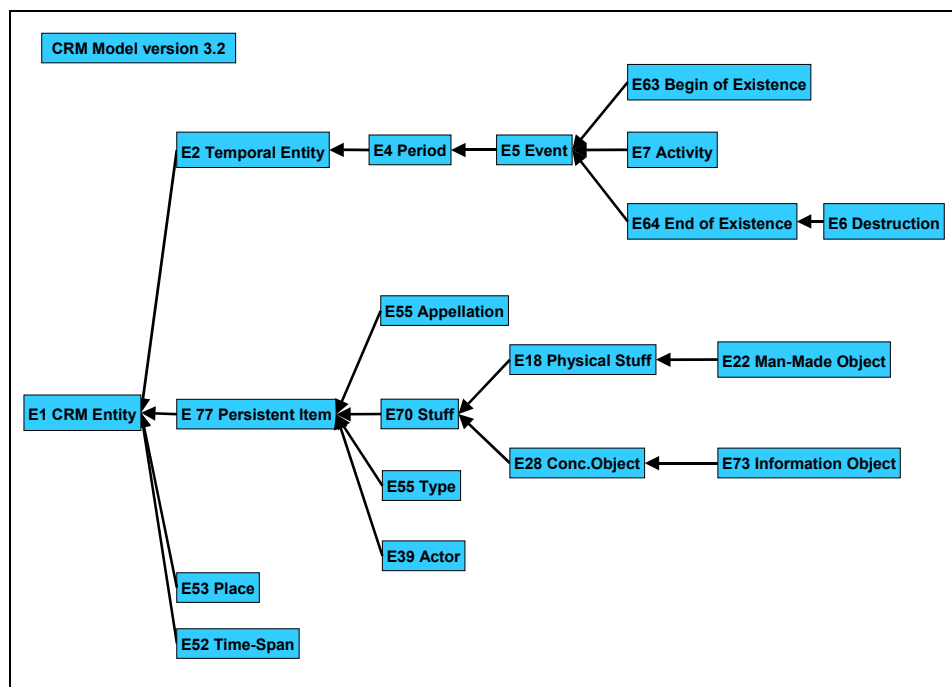 CRM Model version 3.2
E63 Begin of Existence
E2 Temporal Entity
E4 Period
E5 Event
E7 Activity
E64 End of Existence
E6 Destruction
E55 Appellation
E18 Physical Stuff
E22 Man-Made Object
E1 CRM Entity
E 77 Persistent Item
E70 Stuff
E28 Conc.Object
E73 Information Object
E55 Type
E39 Actor
E53 Place
E52 Time-Span